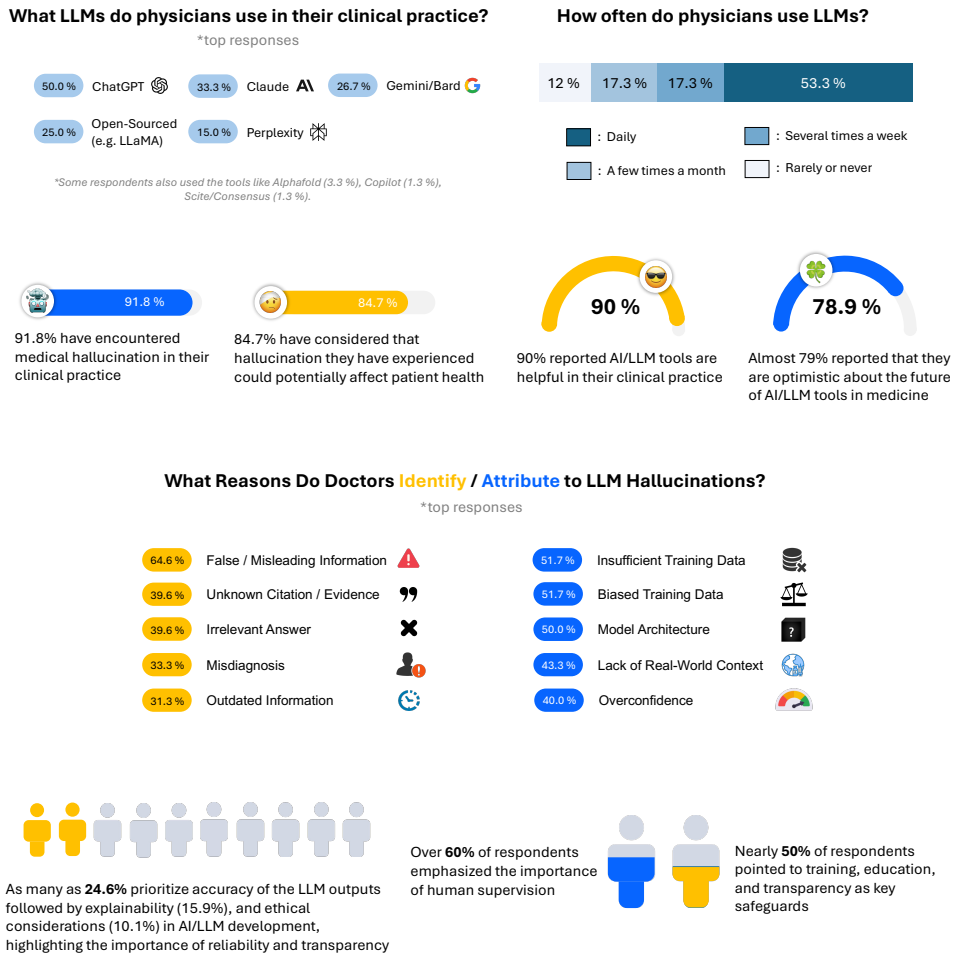 What LLMs do physicians use in their clinical practice?
*top responses
50.0 % ChatGPT
33.3 % Claude
26.7 % Gemini/Bard
25.0 % Open-Sourced
(e.g. LLaMA)
15.0 % Perplexity
*Some respondents also used the tools like Alphafold (3.3 %), Copilot (1.3 %),
Scite/Consensus (1.3 %).
How often do physicians use LLMs?
12 % 17.3 % 17.3 % 53.3 %
: Daily
: Several times a week
: A few times a month
: Rarely or never
91.8 %
91.8% have encountered
medical hallucination in their
clinical practice
84.7 %
84.7% have considered that
hallucination they have experienced
could potentially affect patient health
90 %
90% reported AI/LLM tools are
helpful in their clinical practice
78.9 %
Almost 79% reported that they
are optimistic about the future
of AI/LLM tools in medicine
What Reasons Do Doctors Identify / Attribute to LLM Hallucinations?
*top responses
64.6 % False / Misleading Information
39.6 % Unknown Citation / Evidence
39.6 % Irrelevant Answer
33.3 % Misdiagnosis
31.3 % Outdated Information
51.7 % Insufficient Training Data
51.7 % Biased Training Data
50.0 % Model Architecture
?
43.3 % Lack of Real-World Context
40.0 % Overconfidence
As many as 24.6% prioritize accuracy of the LLM outputs
followed by explainability (15.9%), and ethical
considerations (10.1%) in AI/LLM development,
highlighting the importance of reliability and transparency
Over 60% of respondents
emphasized the importance
of human supervision
Nearly 50% of respondents
pointed to training, education,
and transparency as key
safeguards